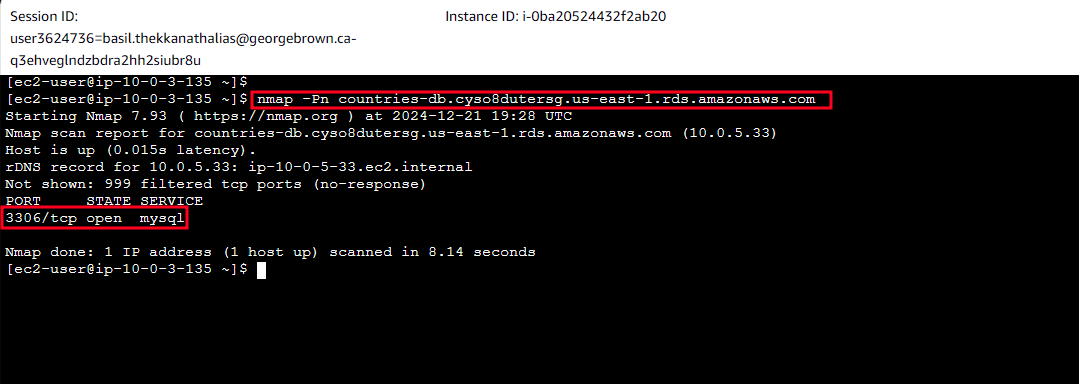 Session ID: Instance ID: i-0ba20524432f2ab20
user3624736=basil.thekkanathalias@georgebrown.ca-
q3ehveglndzbdra2hh2siubr8u
[ec2-user@ip-10-0-3-135 ~]$
[ec2-user@ip-10-0-3-135 ~]$ nmap -Pn countries-db.cyso8dutersg.us-east-1.rds.amazonaws.com
Starting Nmap 7.93 ( https://nmap.org ) at 2024-12-21 19:28 UTC
Nmap scan report for countries-db.cyso8dutersg.us-east-1.rds.amazonaws.com (10.0.5.33)
Host is up (0.015s latency).
rDNS record for 10.0.5.33: ip-10-0-5-33.ec2.internal
Not shown: 999 filtered tcp ports (no-response)
PORT     STATE SERVICE
3306/tcp open  mysql
Nmap done: 1 IP address (1 host up) scanned in 8.14 seconds
[ec2-user@ip-10-0-3-135 ~]$